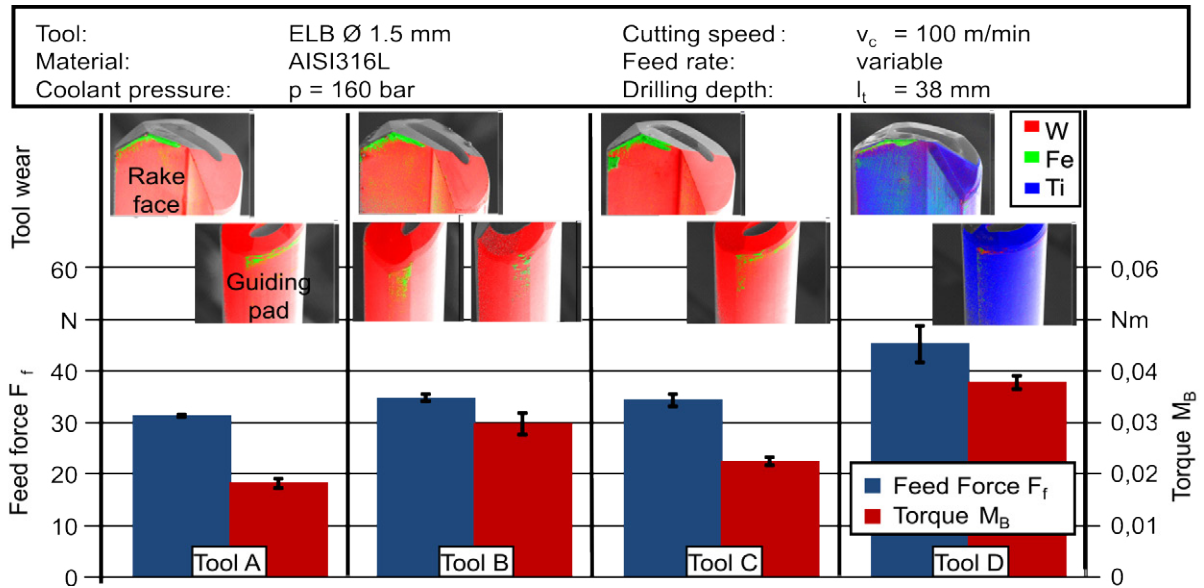 Tool: ELB Ø 1.5 mm Cutting speed : v_c = 100 m/min
Material: AISI316L Feed rate: variable
Coolant pressure: p = 160 bar Drilling depth: l_t = 38 mm
Tool wear
Rake
face
Guiding
pad
W
Fe
Ti
Feed force F_f
60
N
40
30
20
10
0
0,06
Nm
0,04
0,03
0,02
0,01
0
Torque M_B
Feed Force F_f
Torque M_B
Tool A
Tool B
Tool C
Tool D